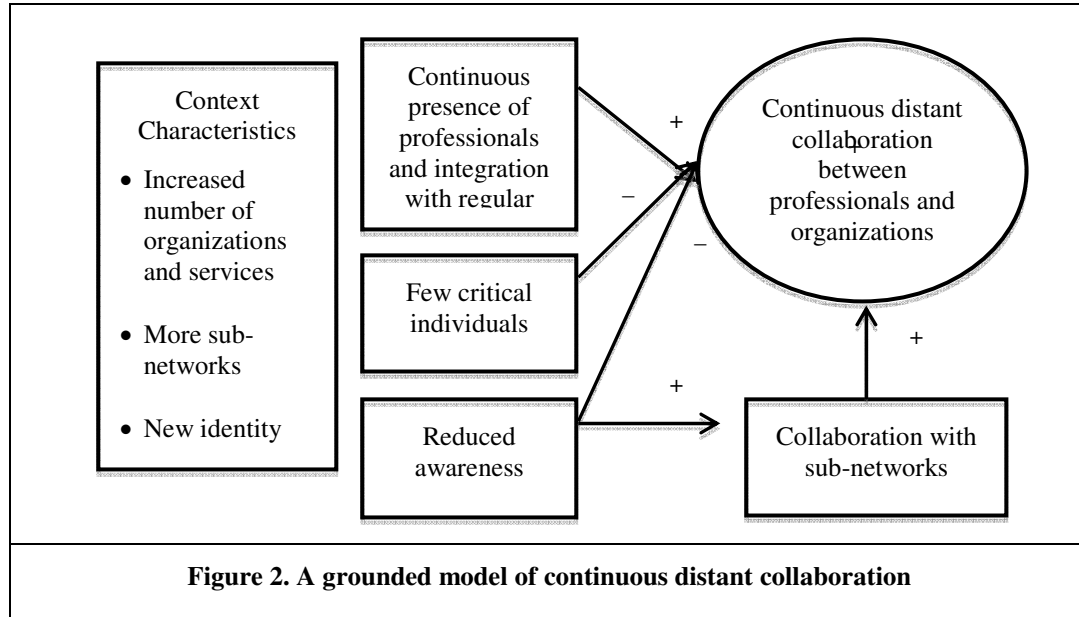 Context
Characteristics
• Increased
number of
organizations
and services
• More sub-
networks
• New identity
Continuous
presence of
professionals
and integration
with regular
Few critical
individuals
Reduced
awareness
+
–
–
+
Continuous distant
collaboration
+
between
professionals and
organizations
+
Collaboration with
sub-networks
Figure 2. A grounded model of continuous distant collaboration